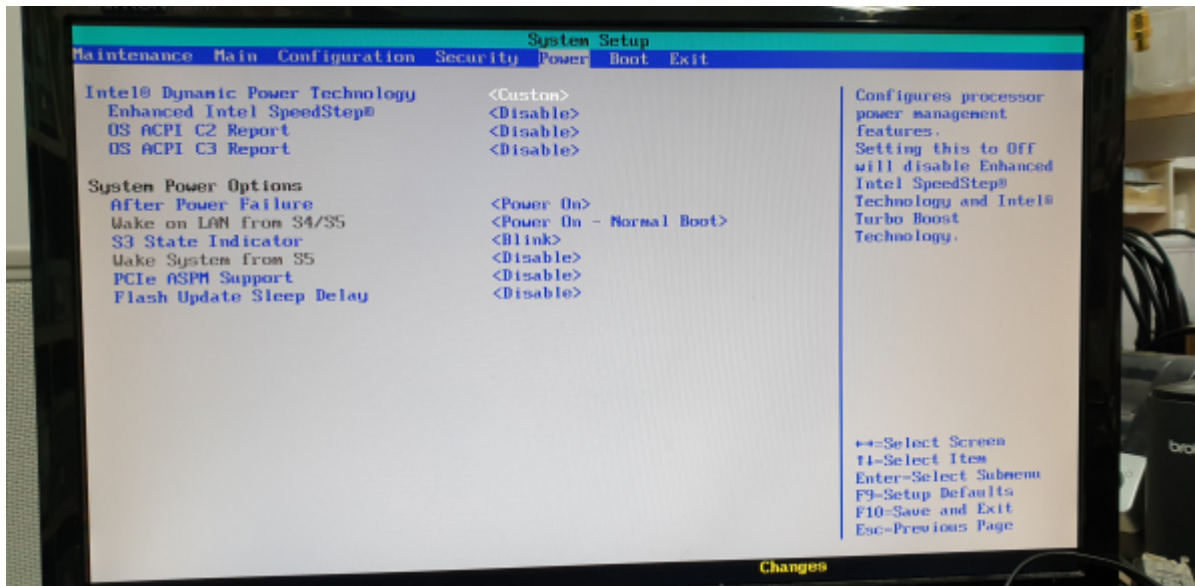 System Setup
Maintenance Main Configuration Security Power Boot Exit
Intel® Dynamic Power Technology <Custom>
Enhanced Intel SpeedStep® <Disable>
OS ACPI C2 Report <Disable>
OS ACPI C3 Report <Disable>
System Power Options
After Power Failure <Power On>
Wake on LAN from S4/S5 <Power On - Normal Boot>
S3 State Indicator <Blink>
Wake System from S5 <Disable>
PCIe ASPM Support <Disable>
Flash Update Sleep Delay <Disable>
Configures processor
power management
features.
Setting this to Off
will disable Enhanced
Intel SpeedStep®
Technology and Intel®
Turbo Boost
Technology.
↔=Select Screen
↑↓=Select Item
Enter=Select Submenu
F9=Setup Defaults
F10=Save and Exit
Esc=Previous Page
Changes